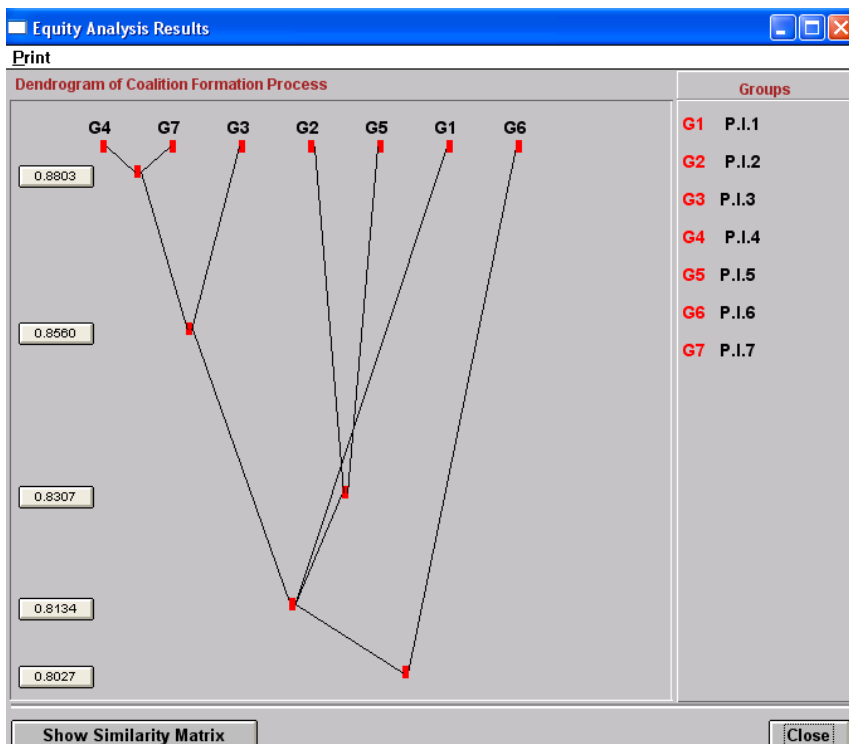 Equity Analysis Results
Print
Dendrogram of Coalition Formation Process
Groups
G4 G7 G3 G2 G5 G1 G6
0.8803
0.8560
0.8307
0.8134
0.8027
G1 P.I.1
G2 P.I.2
G3 P.I.3
G4 P.I.4
G5 P.I.5
G6 P.I.6
G7 P.I.7
Show Similarity Matrix
Close